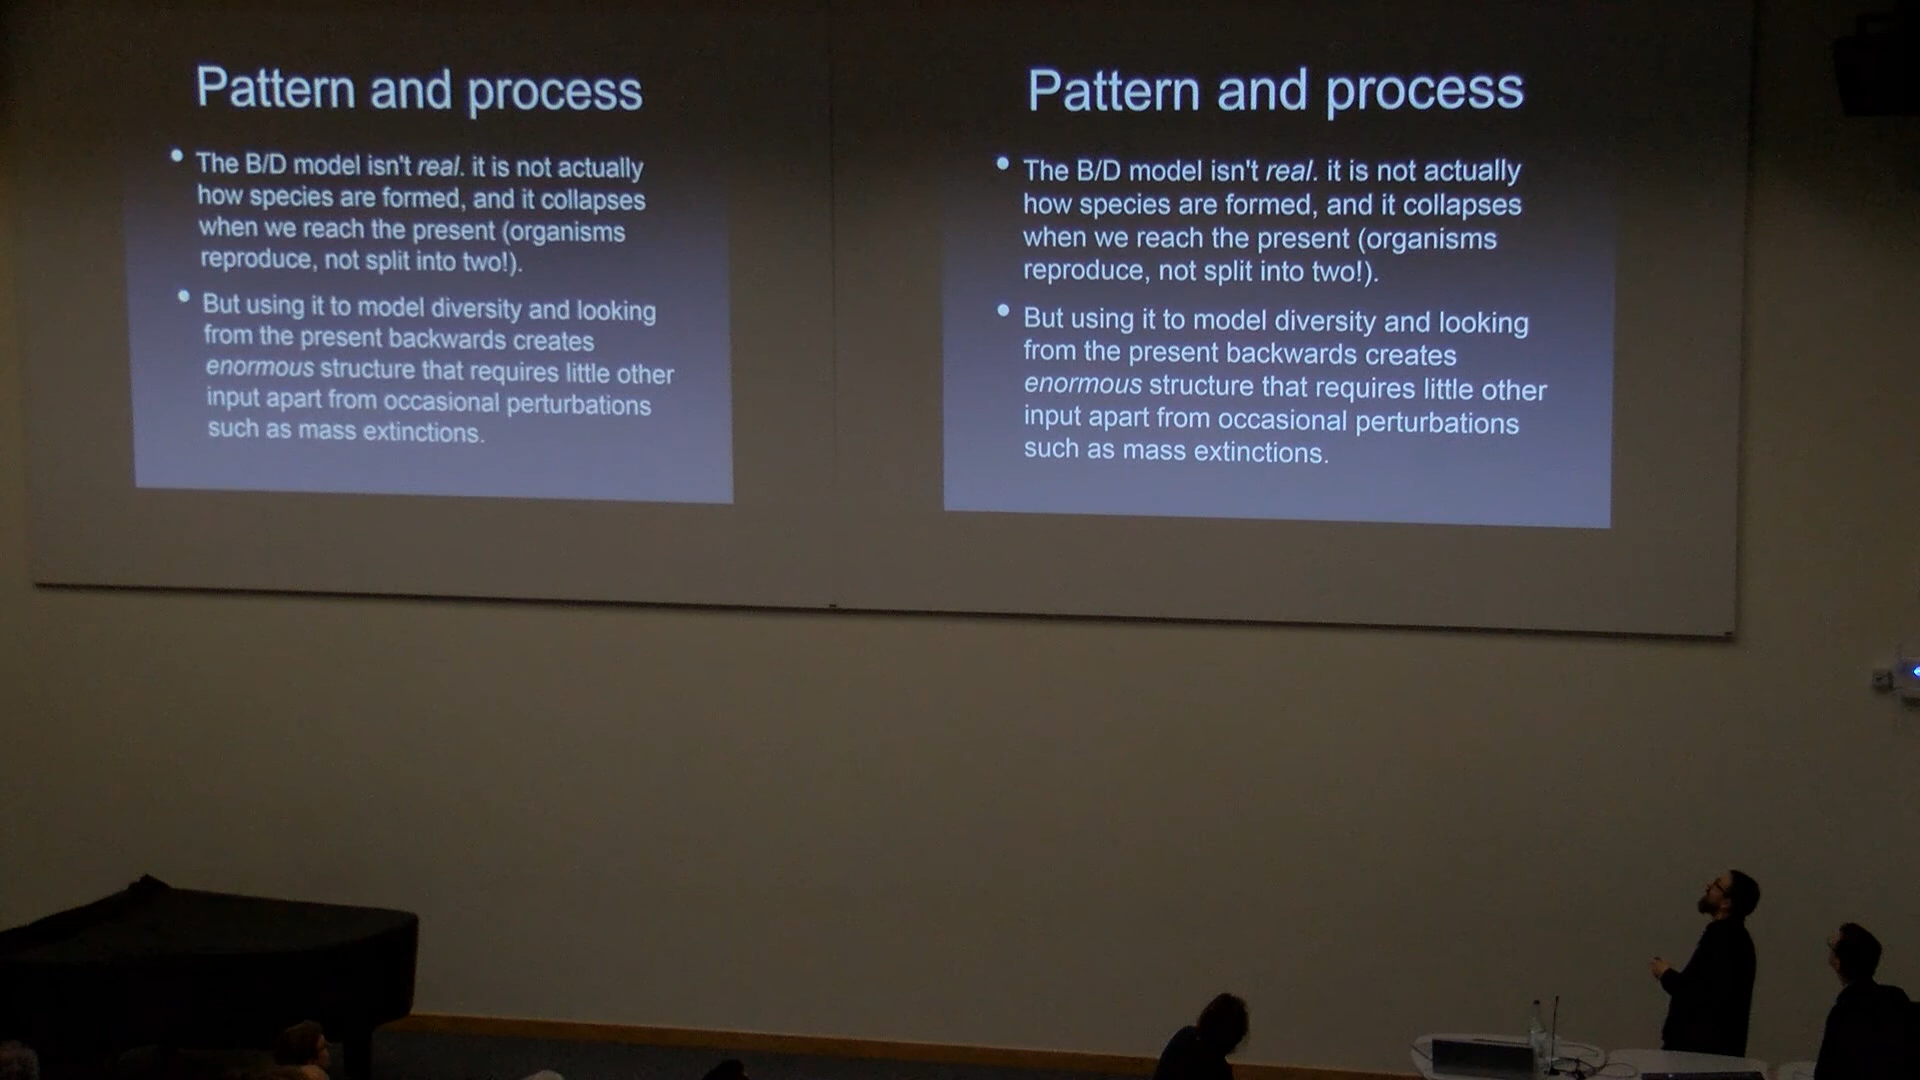 Pattern and process
• The B/D model isn't real. it is not actually
how species are formed, and it collapses
when we reach the present (organisms
reproduce, not split into two!).
• But using it to model diversity and looking
from the present backwards creates
enormous structure that requires little other
input apart from occasional perturbations
such as mass extinctions.
Pattern and process
• The B/D model isn't real. it is not actually
how species are formed, and it collapses
when we reach the present (organisms
reproduce, not split into two!).
• But using it to model diversity and looking
from the present backwards creates
enormous structure that requires little other
input apart from occasional perturbations
such as mass extinctions.